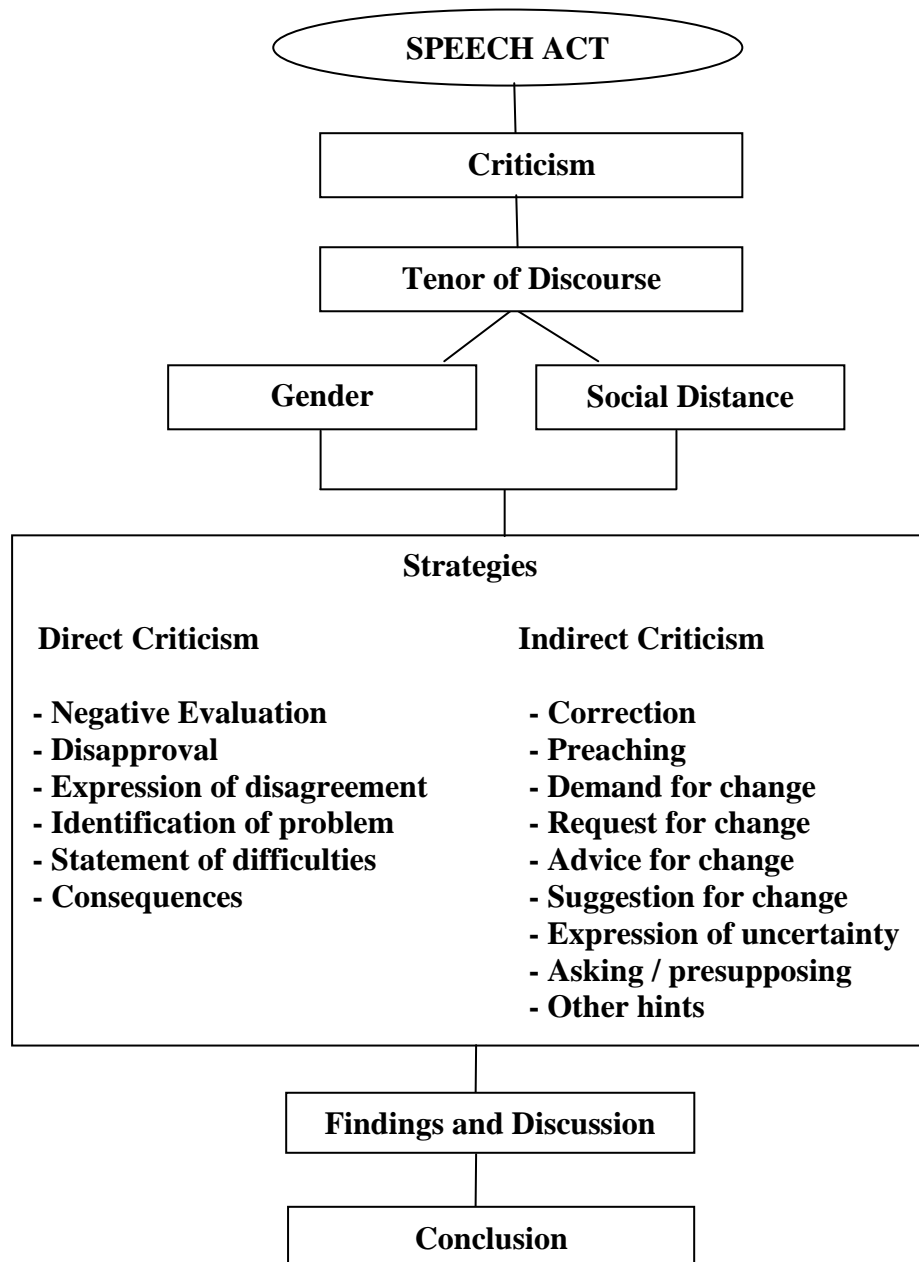 SPEECH ACT
Criticism
Tenor of Discourse
Gender
Social Distance
Strategies
Direct Criticism
- Negative Evaluation
- Disapproval
- Expression of disagreement
- Identification of problem
- Statement of difficulties
- Consequences
Indirect Criticism
- Correction
- Preaching
- Demand for change
- Request for change
- Advice for change
- Suggestion for change
- Expression of uncertainty
- Asking / presupposing
- Other hints
Findings and Discussion
Conclusion